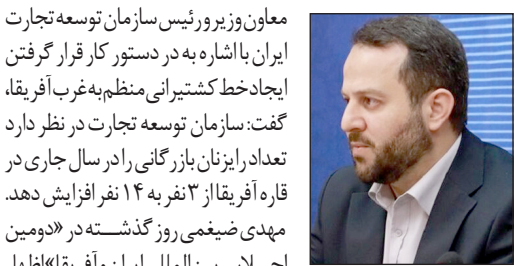 معاون وزیر و رئیس سازمان توسعه تجارت
ایران با اشاره به در دستور کار قرار گرفتن
ایجاد خط کشتیرانی منظم به غرب آفریقا،
گفت: سازمان توسعه تجارت در نظر دارد
تعداد رایزنان بازرگانی را در سال جاری در
قاره آفریقا از ۳ نفر به ۱۴ نفر افزایش دهد.
مهدی ضیغمی روز گذشته در «دومین